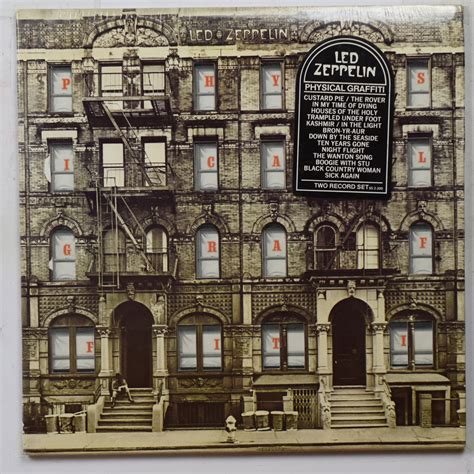 LED ZEPPELIN
LED
ZEPPELIN
PHYSICAL GRAFFITI
CUSTARD PIE / THE ROVER
IN MY TIME OF DYING
HOUSES OF THE HOLY
TRAMPLED UNDER FOOT
KASHMIR / IN THE LIGHT
BRON-YR-AUR
DOWN BY THE SEASIDE
TEN YEARS GONE
NIGHT FLIGHT
THE WANTON SONG
BOOGIE WITH STU
BLACK COUNTRY WOMAN
SICK AGAIN
TWO RECORD SET
P H Y S
I C A L
G R A F
F I T I